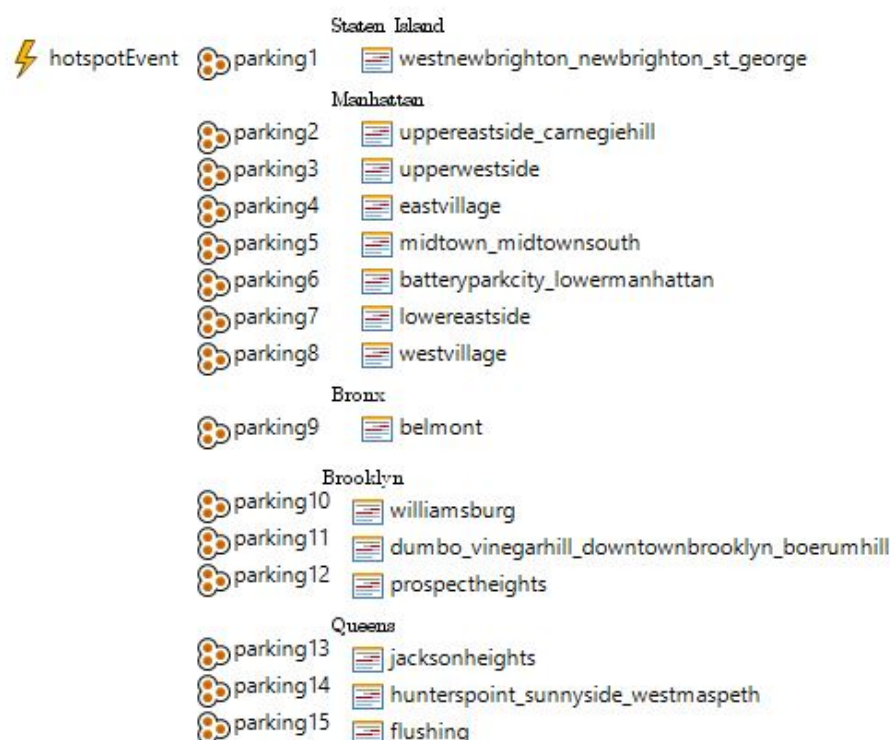 Staten Island
hotspotEvent parking1 westnewbrighton_newbrighton_st_george
Manhattan
parking2 uppereastside_carnegiehill
parking3 upperwestside
parking4 eastvillage
parking5 midtown_midtownsouth
parking6 batteryparkcity_lowermanhattan
parking7 lowereastside
parking8 westvillage
Bronx
parking9 belmont
Brooklyn
parking10 williamsburg
parking11 dumbo_vinegarhill_downtownbrooklyn_boerumhill
parking12 prospectheights
Queens
parking13 jacksonheights
parking14 hunterspoint_sunnyside_westmaspeth
parking15 flushing